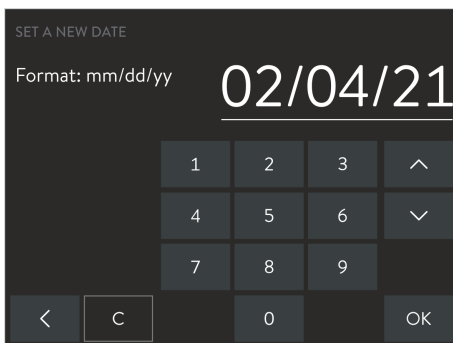 SET A NEW DATE
Format: mm/dd/yy 02/04/21
1 2 3
4 5 6
7 8 9
C 0 OK